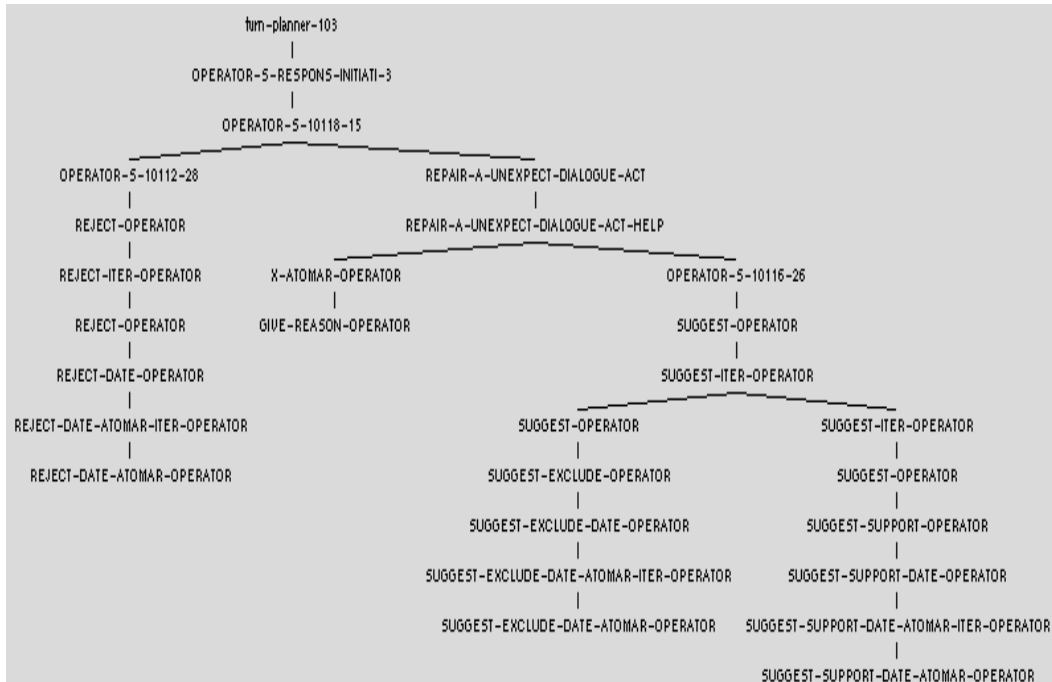 turn-planner-103
OPERATOR-S-RESPONS-INITIATI-3
OPERATOR-S-10118-15
OPERATOR-S-10112-28 REPAIR-A-UNEXPECT-DIALOGUE-ACT
REJECT-OPERATOR REPAIR-A-UNEXPECT-DIALOGUE-ACT-HELP
REJECT-ITER-OPERATOR X-ATOMAR-OPERATOR OPERATOR-S-10116-26
REJECT-OPERATOR GIVE-REASON-OPERATOR SUGGEST-OPERATOR
REJECT-DATE-OPERATOR SUGGEST-ITER-OPERATOR
REJECT-DATE-ATOMAR-ITER-OPERATOR SUGGEST-OPERATOR SUGGEST-ITER-OPERATOR
REJECT-DATE-ATOMAR-OPERATOR SUGGEST-EXCLUDE-OPERATOR SUGGEST-OPERATOR
SUGGEST-EXCLUDE-DATE-OPERATOR SUGGEST-SUPPORT-OPERATOR
SUGGEST-EXCLUDE-DATE-ATOMAR-ITER-OPERATOR SUGGEST-SUPPORT-DATE-OPERATOR
SUGGEST-EXCLUDE-DATE-ATOMAR-OPERATOR SUGGEST-SUPPORT-DATE-ATOMAR-ITER-OPERATOR
SUGGEST-SUPPORT-DATE-ATOMAR-OPERATOR